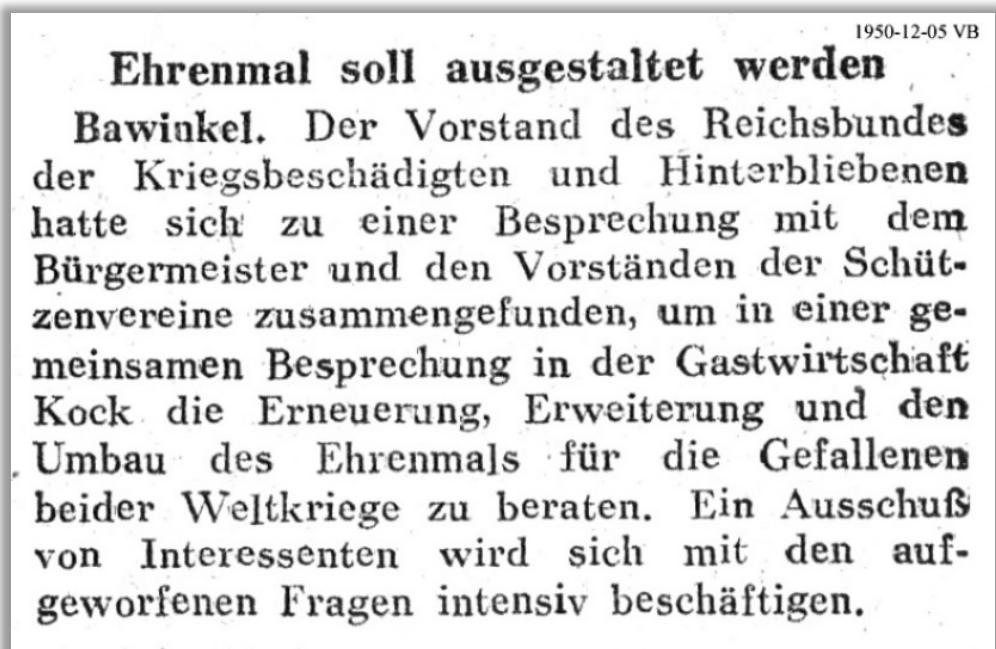 1950-12-05 VB
Ehrenmal soll ausgestaltet werden
Bawinkel. Der Vorstand des Reichsbundes
der Kriegsbeschädigten und Hinterbliebenen
hatte sich zu einer Besprechung mit dem
Bürgermeister und den Vorständen der Schüt-
zenvereine zusammengefunden, um in einer ge-
meinsamen Besprechung in der Gastwirtschaft
Kock die Erneuerung, Erweiterung und den
Umbau des Ehrenmals für die Gefallenen
beider Weltkriege zu beraten. Ein Ausschuß
von Interessenten wird sich mit den auf-
geworfenen Fragen intensiv beschäftigen.